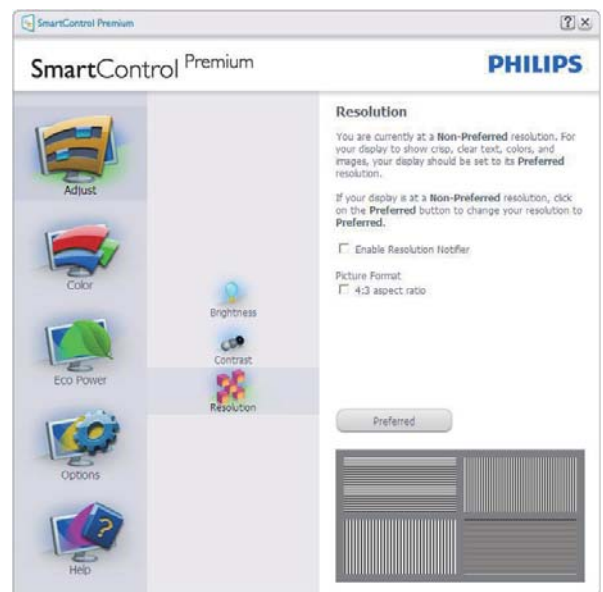 SmartControl Premium
SmartControl Premium
PHILIPS
Adjust
Color
Eco Power
Options
Help
Brightness
Contrast
Resolution
Resolution
You are currently at a Non-Preferred resolution. For
your display to show crisp, clear text, colors, and
images, your display should be set to its Preferred
resolution.
If your display is at a Non-Preferred resolution, click
on the Preferred button to change your resolution to
Preferred.
Enable Resolution Notifier
Picture Format
4:3 aspect ratio
Preferred